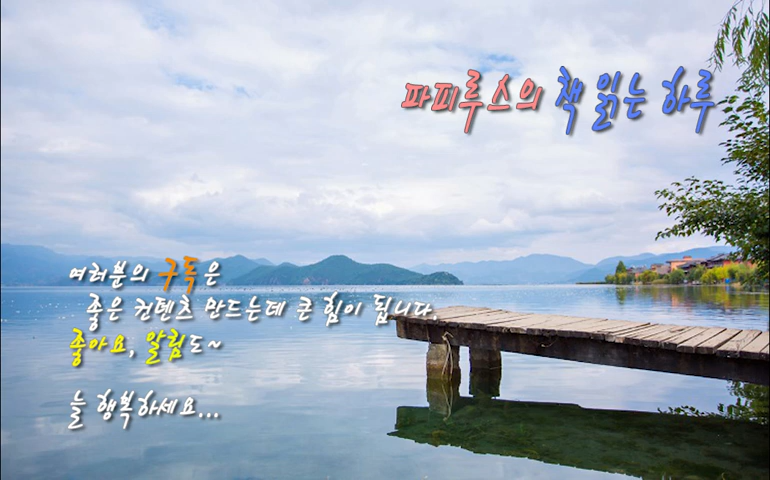 파피루스의 책 읽는 하루
여러분의 구독은
좋은 컨텐츠 만드는데 큰 힘이 됩니다.
좋아요, 알림도~
늘 행복하세요...